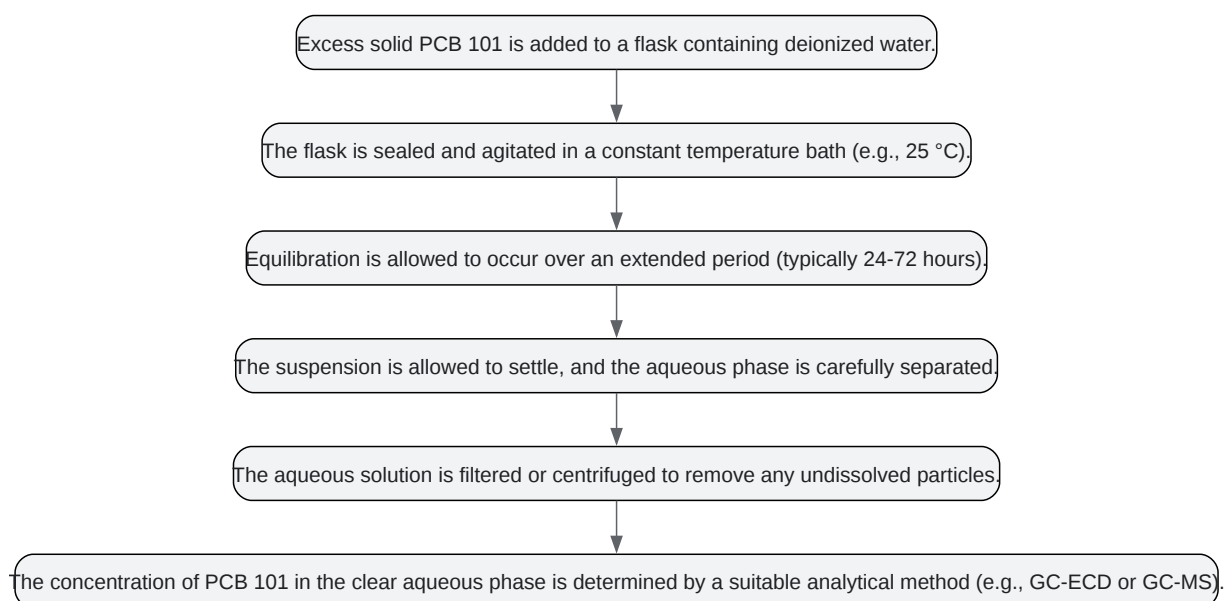 Excess solid PCB 101 is added to a flask containing deionized water.
The flask is sealed and agitated in a constant temperature bath (e.g., 25 °C).
Equilibration is allowed to occur over an extended period (typically 24-72 hours).
The suspension is allowed to settle, and the aqueous phase is carefully separated.
The aqueous solution is filtered or centrifuged to remove any undissolved particles.
The concentration of PCB 101 in the clear aqueous phase is determined by a suitable analytical method (e.g., GC-ECD or GC-MS).